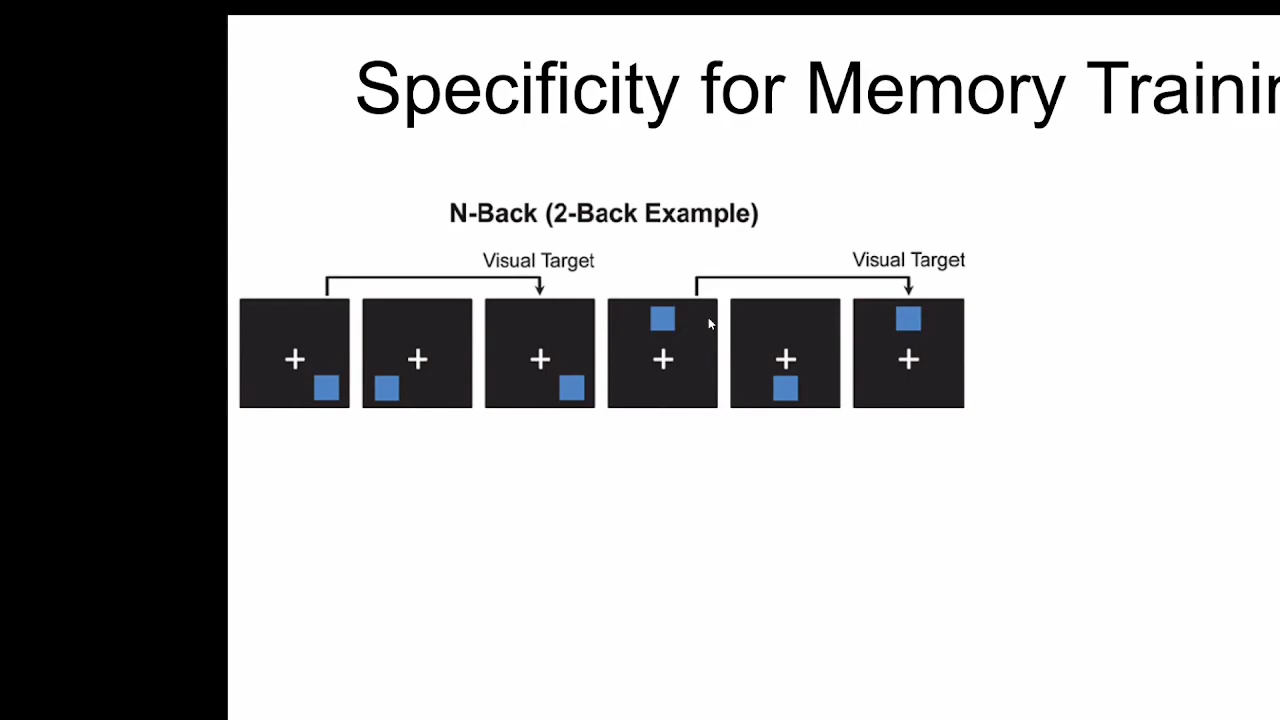 Specificity for Memory Trainin
N-Back (2-Back Example)
Visual Target
Visual Target